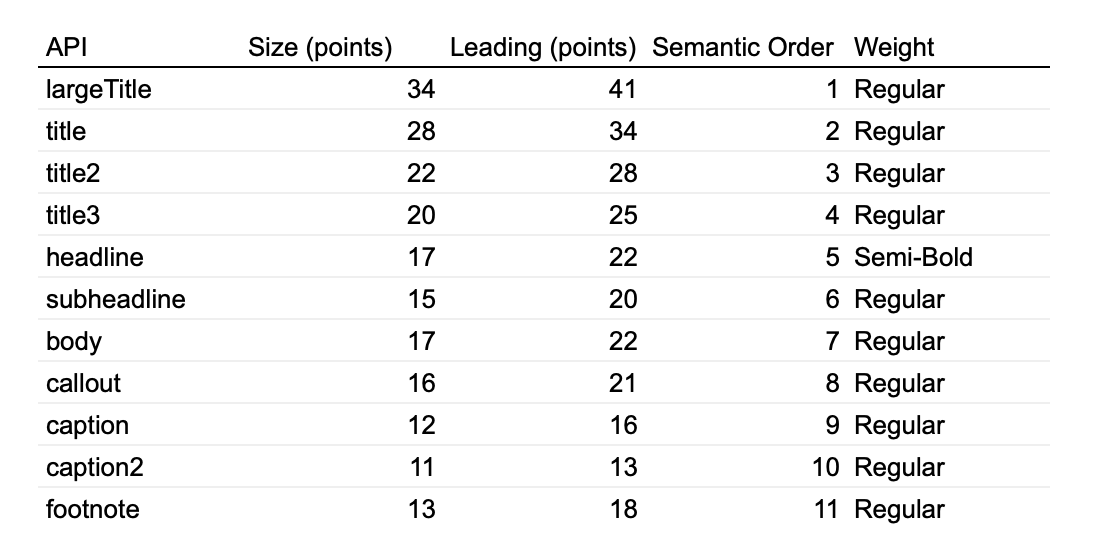 API Size (points) Leading (points) Semantic Order Weight
largeTitle 34 41 1 Regular
title 28 34 2 Regular
title2 22 28 3 Regular
title3 20 25 4 Regular
headline 17 22 5 Semi-Bold
subheadline 15 20 6 Regular
body 17 22 7 Regular
callout 16 21 8 Regular
caption 12 16 9 Regular
caption2 11 13 10 Regular
footnote 13 18 11 Regular